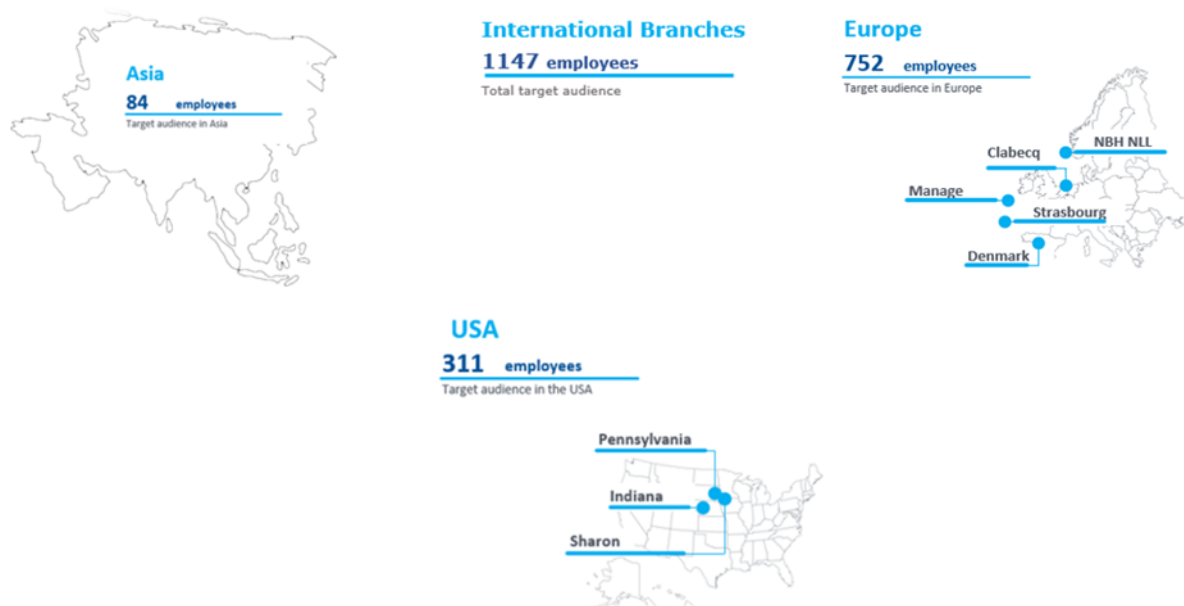 Asia
84 employees
Target audience in Asia
International Branches
1147 employees
Total target audience
Europe
752 employees
Target audience in Europe
NBH NLL
Clabecq
Manage
Strasbourg
Denmark
USA
311 employees
Target audience in the USA
Pennsylvania
Indiana
Sharon